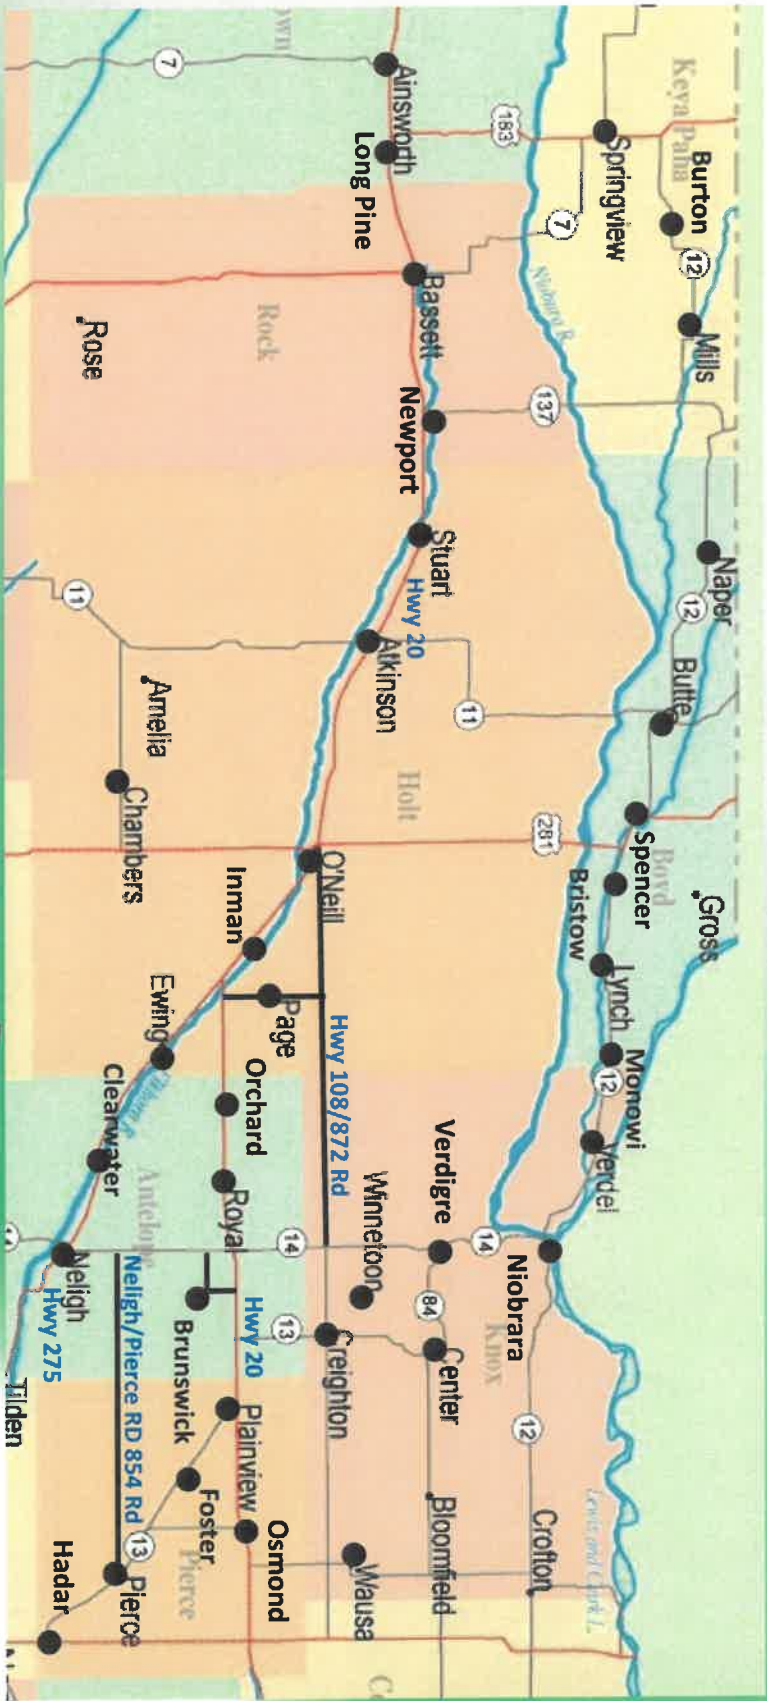 Keya Paha
Burton
12
Mills
Springview
7
183
Niobrara R.
Ainsworth
Long Pine
7
Bassett
Rock
Rose
Newport
137
Stuart
Hwy 20
Naper
12
Butte
Atkinson
11
11
Amelia
Chambers
Holt
281
Spencer
Boyd
Gross
Bristow
Lynch
Monowi
12
Verdel
O'Neill
Inman
Page
Ewing
Hwy 108/872 Rd
Orchard
Clearwater
Antelope
Royal
Neligh
Hwy 275
Tilden
14
14
14
Verdigre
Winnetoon
Niobrara
84
Knox
Center
13
Creighton
Hwy 20
Brunswick
Neligh/Pierce RD 854 Rd
Plainview
Foster
Osmond
13
Pierce
Pierce
Hadar
12
Bloomfield
Crofton
Lewis and Clark L.
Wausa